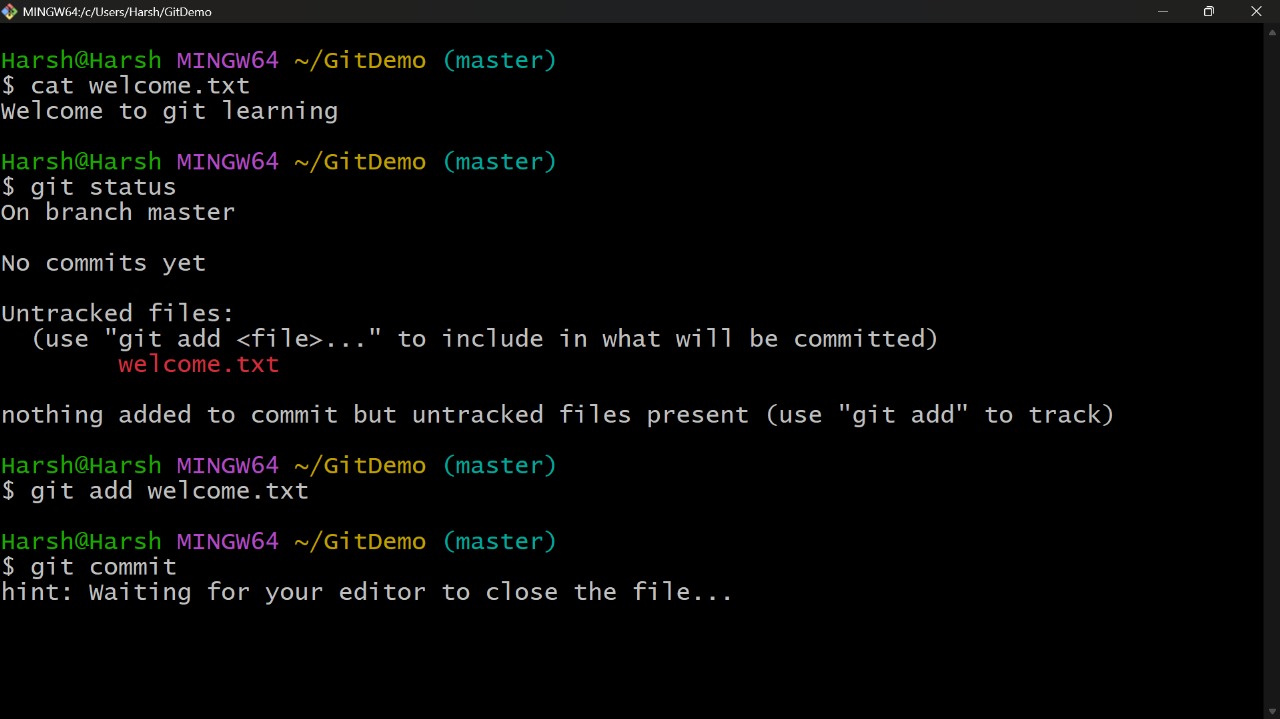 MINGW64:/c/Users/Harsh/GitDemo
Harsh@Harsh MINGW64 ~/GitDemo (master)
$ cat welcome.txt
Welcome to git learning
Harsh@Harsh MINGW64 ~/GitDemo (master)
$ git status
On branch master
No commits yet
Untracked files:
  (use "git add <file>..." to include in what will be committed)
        welcome.txt
nothing added to commit but untracked files present (use "git add" to track)
Harsh@Harsh MINGW64 ~/GitDemo (master)
$ git add welcome.txt
Harsh@Harsh MINGW64 ~/GitDemo (master)
$ git commit
hint: Waiting for your editor to close the file...